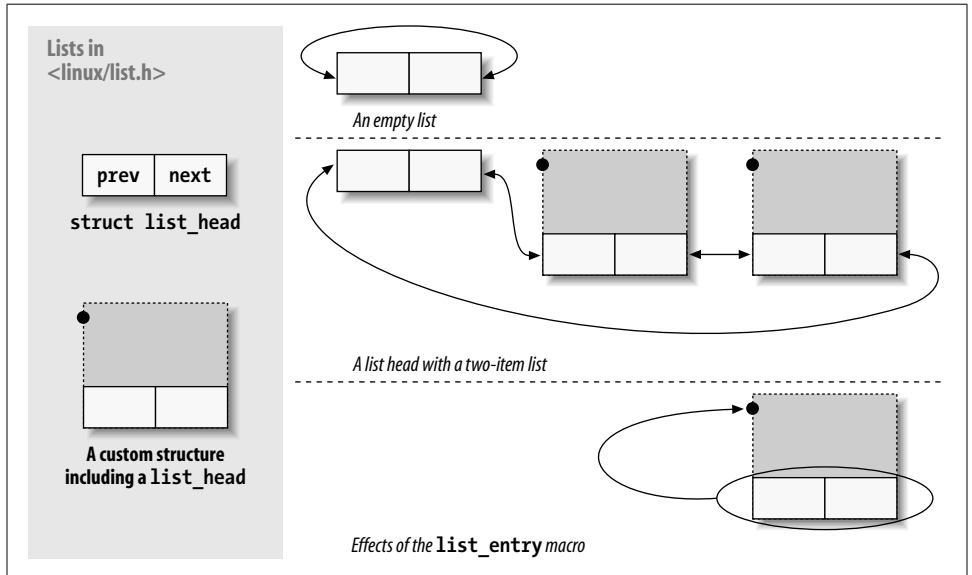 Lists in
<linux/list.h>
prev next
struct list_head
A custom structure
including a list_head
An empty list
A list head with a two-item list
Effects of the list_entry macro